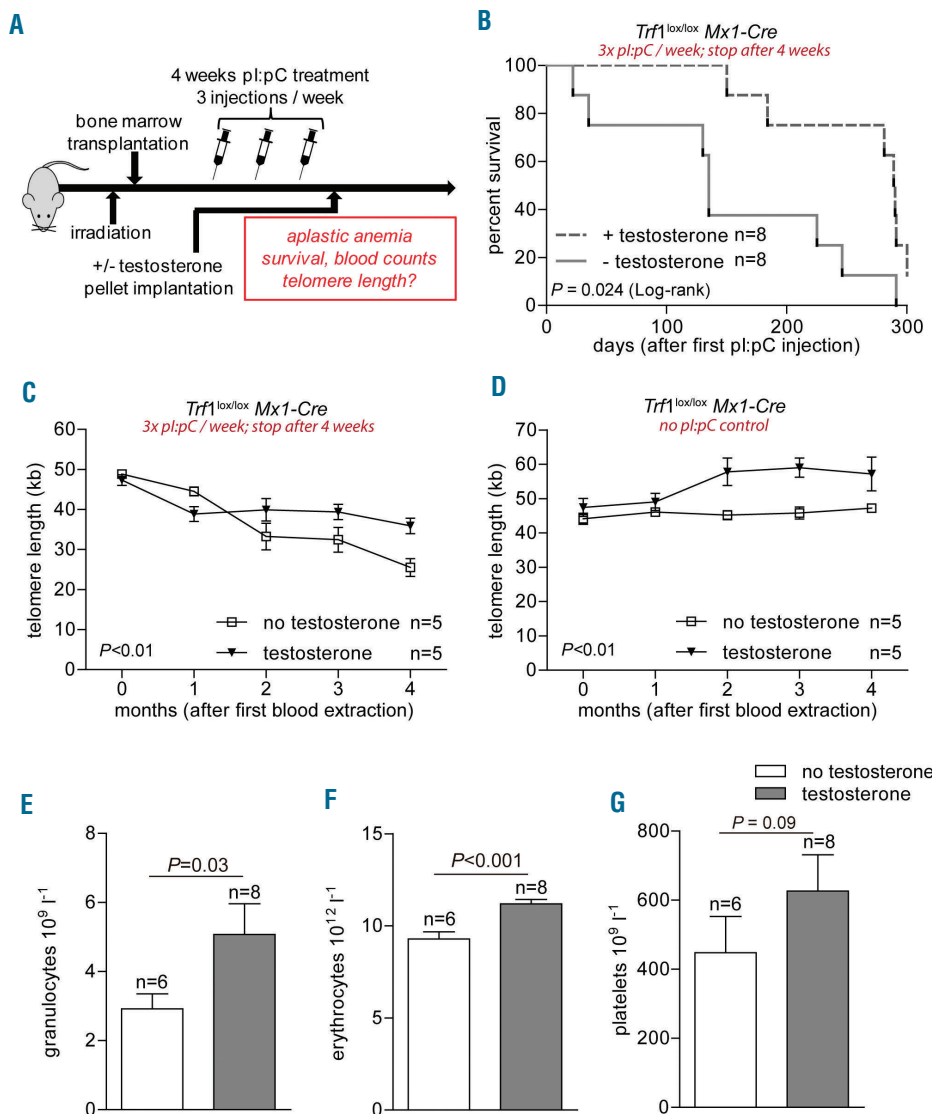 A
4 weeks pI:pC treatment
3 injections / week
bone marrow
transplantation
irradiation
+/- testosterone
pellet implantation
aplastic anemia
survival, blood counts
telomere length?
B
Trf1lox/lox Mx1-Cre
3x pI:pC / week; stop after 4 weeks
percent survival
100
80
60
40
20
0
+ testosterone n=8
- testosterone n=8
P = 0.024 (Log-rank)
0 100 200 300
days (after first pI:pC injection)
C
Trf1lox/lox Mx1-Cre
3x pI:pC / week; stop after 4 weeks
telomere length (kb)
60
50
40
30
20
10
0
no testosterone n=5
testosterone n=5
P<0.01
0 1 2 3 4
months (after first blood extraction)
D
Trf1lox/lox Mx1-Cre
no pI:pC control
telomere length (kb)
70
60
50
40
30
20
10
0
no testosterone n=5
testosterone n=5
P<0.01
0 1 2 3 4
months (after first blood extraction)
no testosterone
testosterone
E
granulocytes 10⁹ l⁻¹
8
6
4
2
0
P=0.03
n=6
n=8
F
erythrocytes 10¹² l⁻¹
15
10
5
0
P<0.001
n=6
n=8
G
platelets 10⁹ l⁻¹
800
600
400
200
0
P = 0.09
n=6
n=8